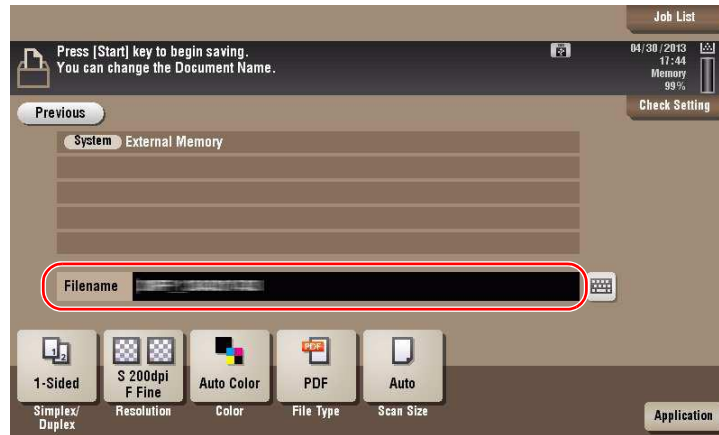 Job List
Press [Start] key to begin saving.
You can change the Document Name.
04/30/2013
17:44
Memory
99%
Previous
Check Setting
System External Memory
Filename
1-Sided
S 200dpi
F Fine
Auto Color
PDF
PDF
Auto
Simplex/
Duplex
Resolution
Color
File Type
Scan Size
Application